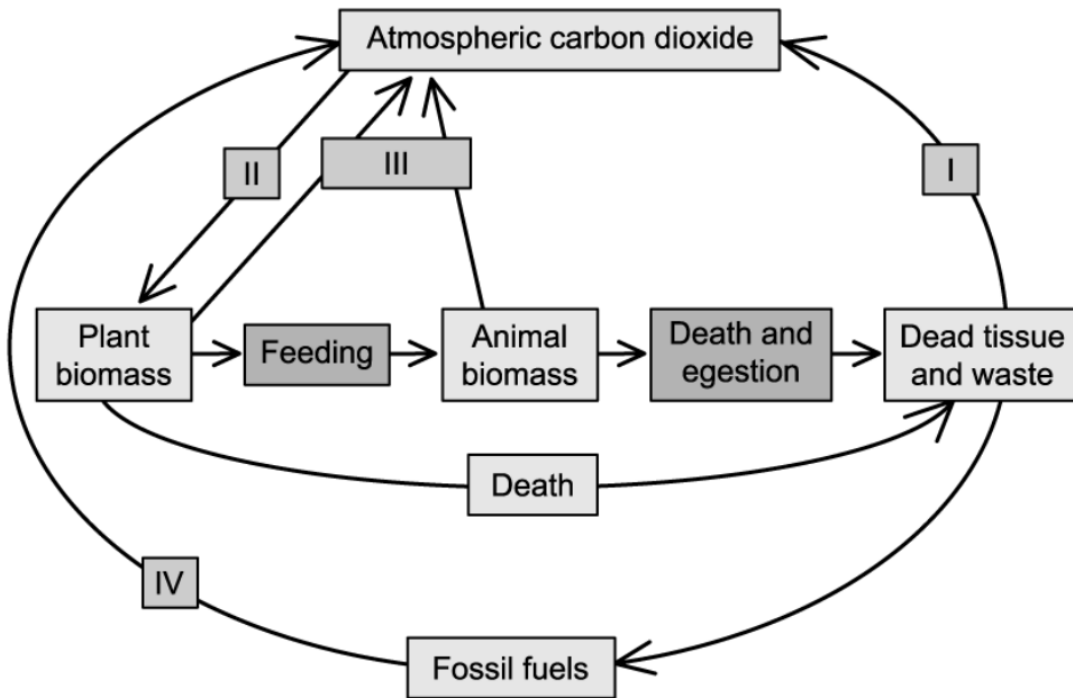 Atmospheric carbon dioxide
II
III
I
Plant
biomass
Feeding
Animal
biomass
Death and
egestion
Dead tissue
and waste
Death
IV
Fossil fuels